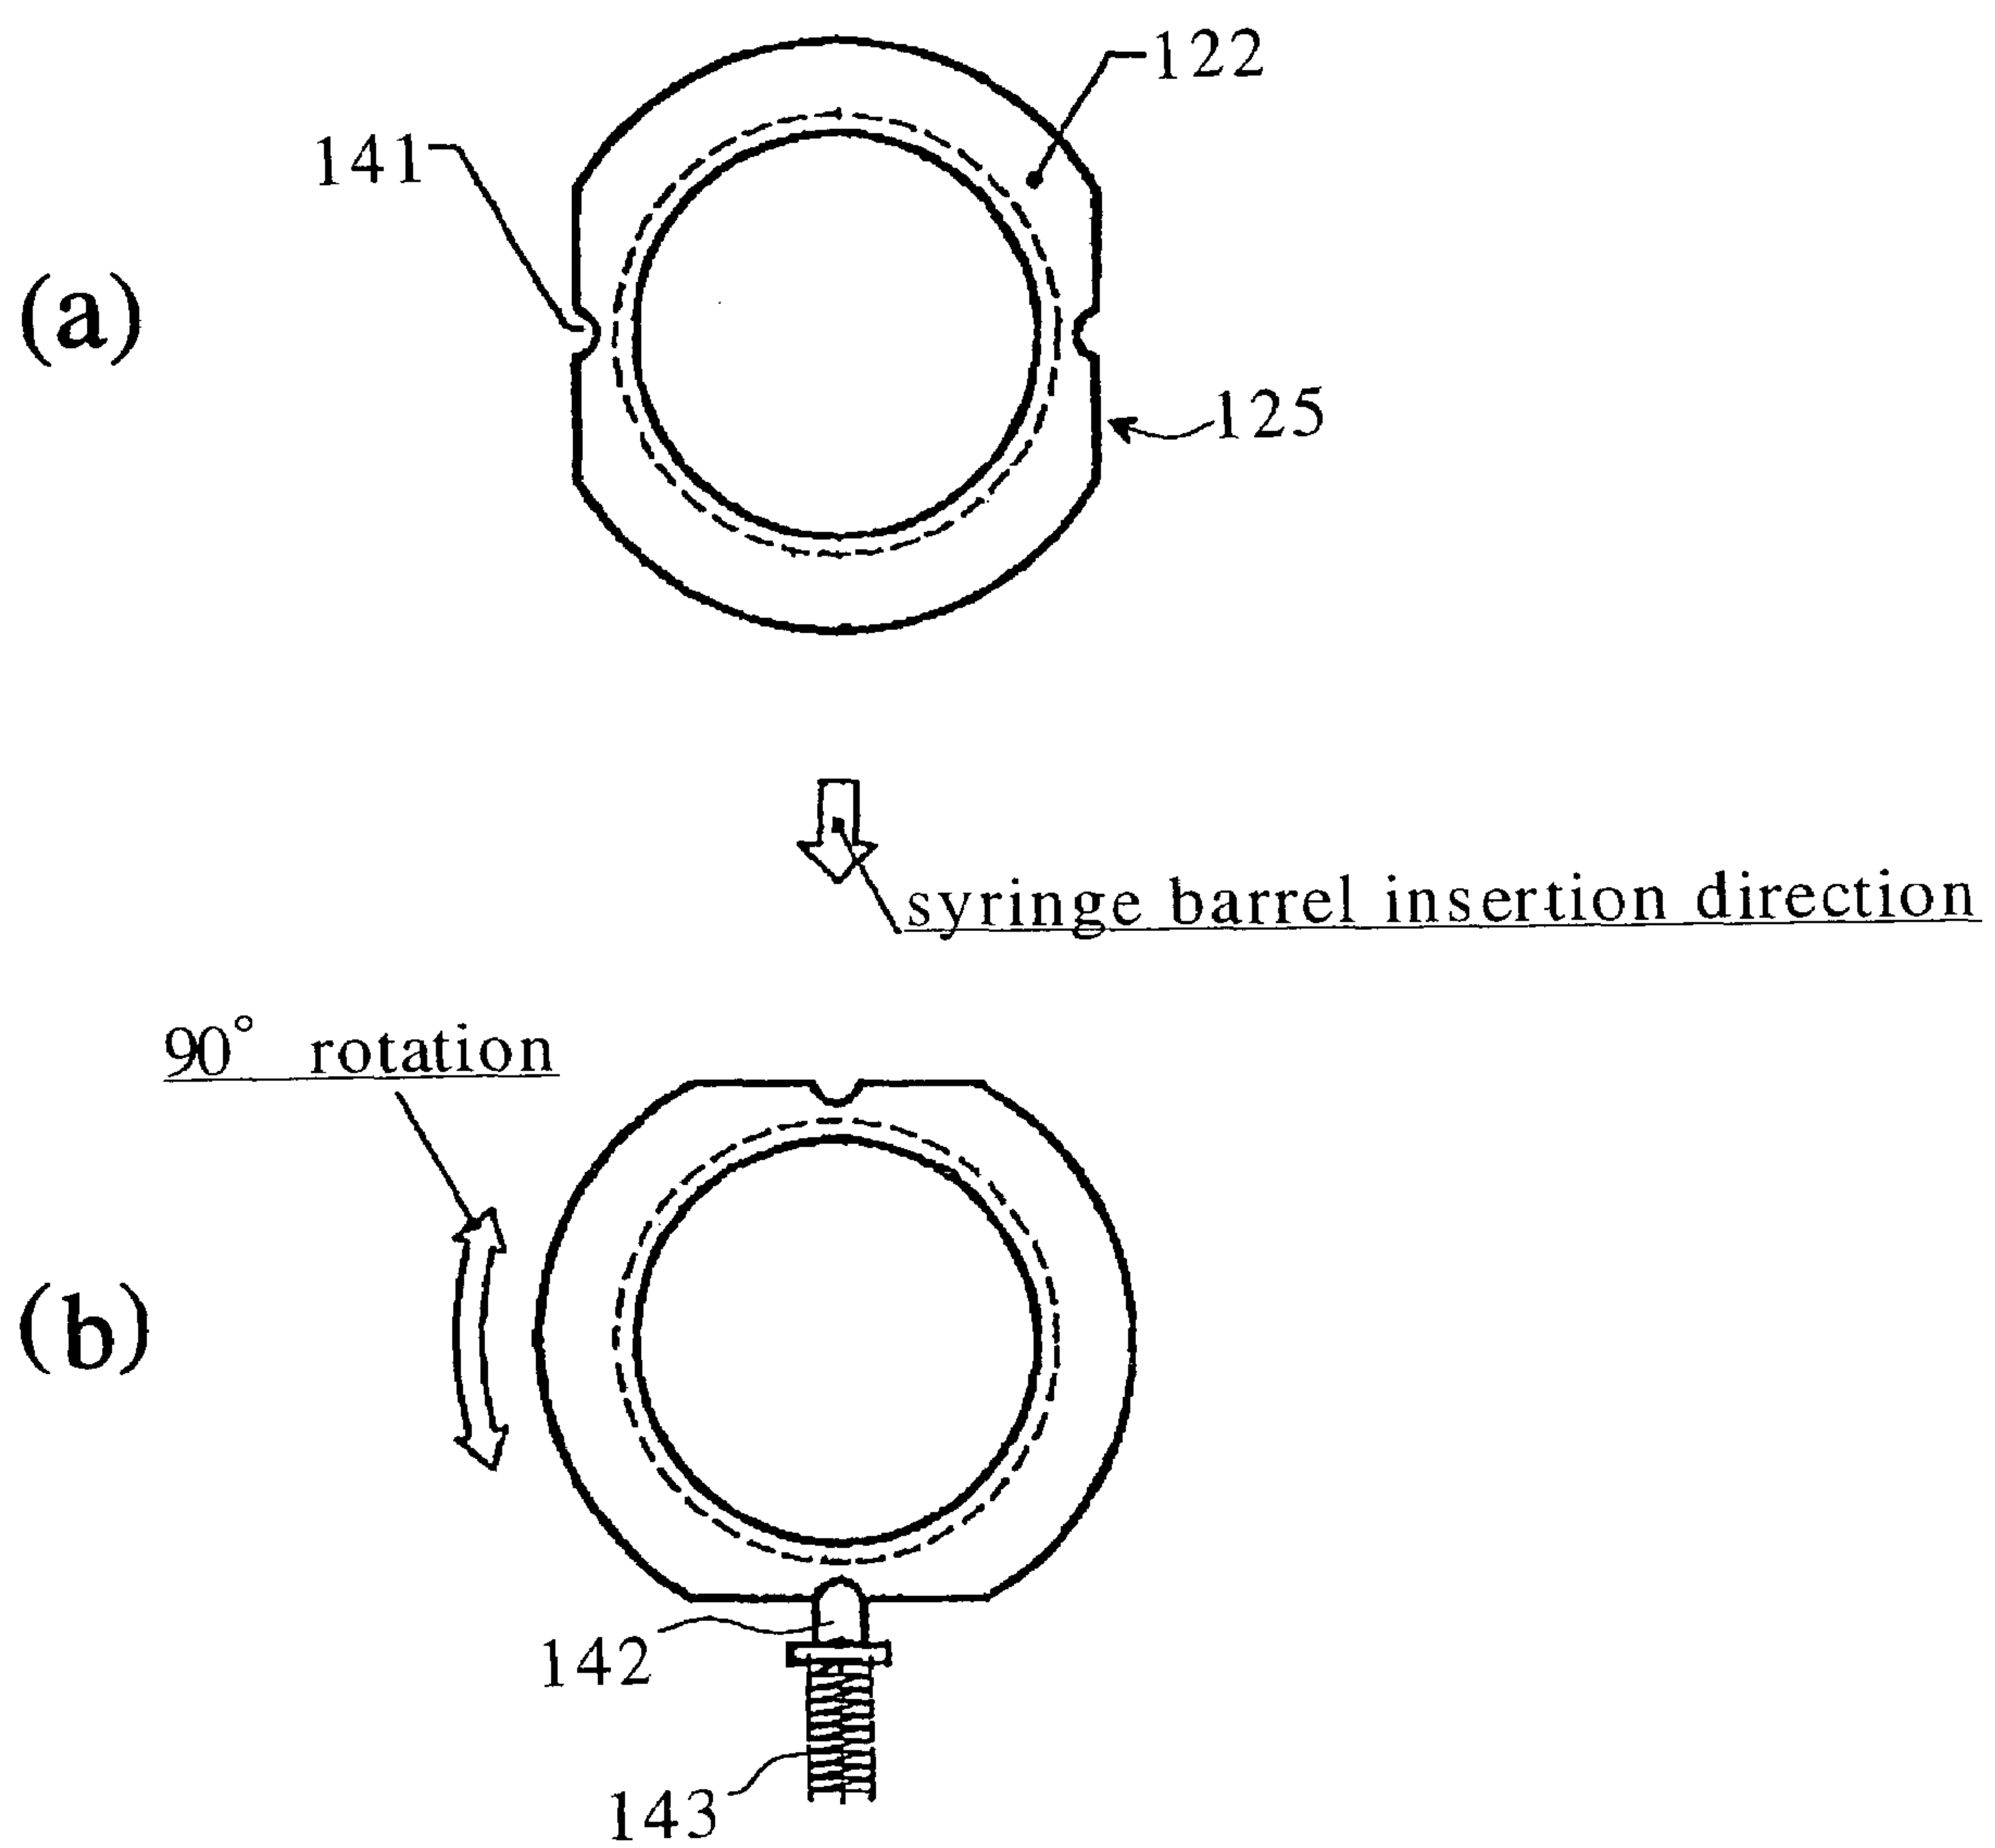 122
141
(a)
125
syringe barrel insertion direction
90° rotation
(b)
142
143